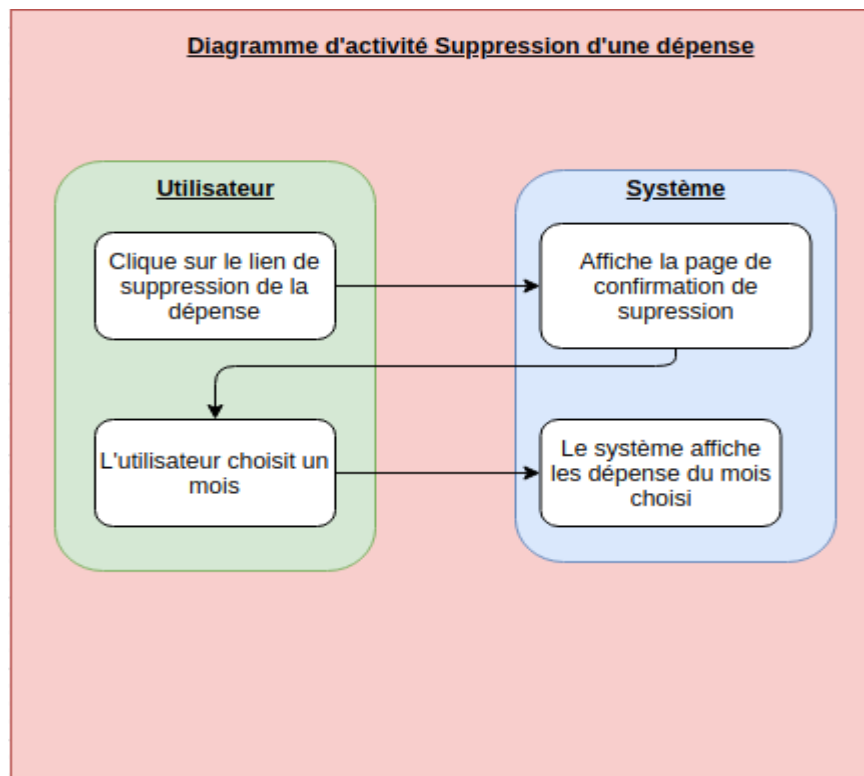 Diagramme d'activité Suppression d'une dépense
Utilisateur
Système
Clique sur le lien de
suppression de la
dépense
Affiche la page de
confirmation de
supression
L'utilisateur choisit un
mois
Le système affiche
les dépense du mois
choisi